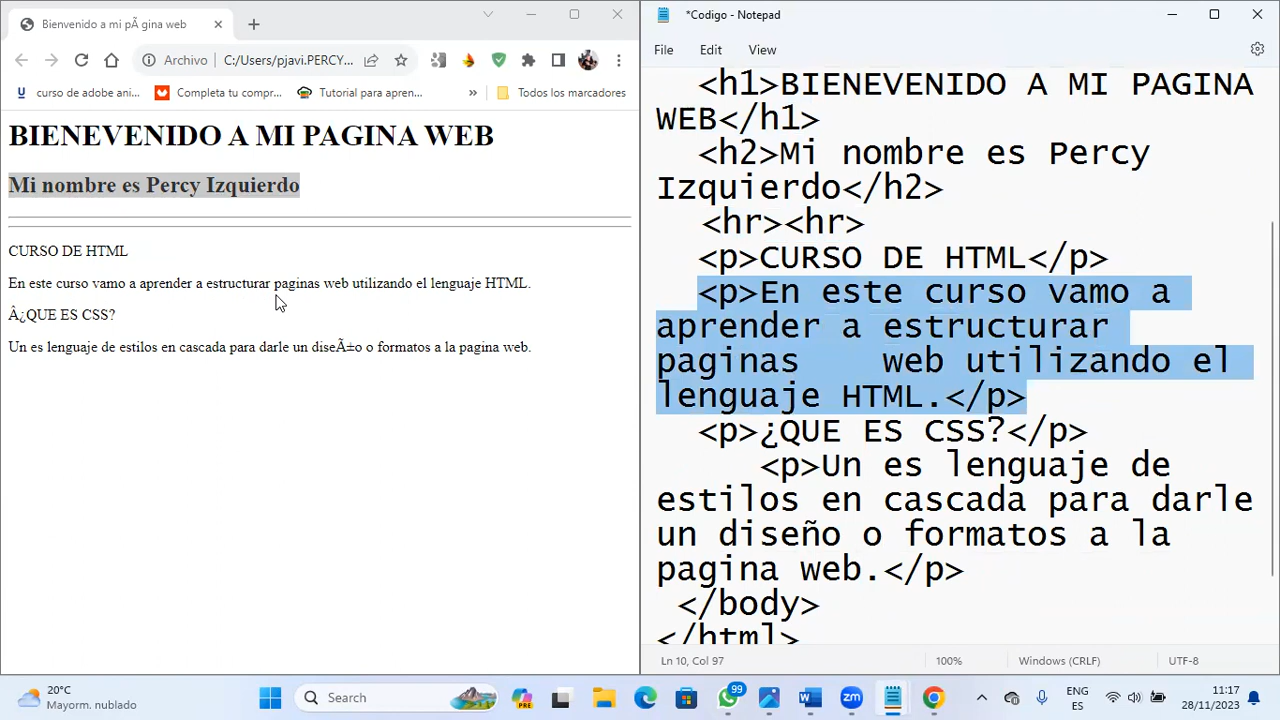 Bienvenido a mi pÃ gina web
Archivo
C:/Users/pjavi.PERCY...
curso de adobe ani...
Completa tu compr...
Tutorial para apren...
»
Todos los marcadores
BIENEVENIDO A MI PAGINA WEB
Mi nombre es Percy Izquierdo
CURSO DE HTML
En este curso vamo a aprender a estructurar paginas web utilizando el lenguaje HTML.
Â¿QUE ES CSS?
Un es lenguaje de estilos en cascada para darle un diseÃ±o o formatos a la pagina web.
*Codigo - Notepad
File Edit View
<h1>BIENEVENIDO A MI PAGINA
WEB</h1>
<h2>Mi nombre es Percy
Izquierdo</h2>
<hr><hr>
<p>CURSO DE HTML</p>
<p>En este curso vamo a
aprender a estructurar
paginas    web utilizando el
lenguaje HTML.</p>
<p>¿QUE ES CSS?</p>
<p>Un es lenguaje de
estilos en cascada para darle
un diseño o formatos a la
pagina web.</p>
</body>
</html>
Ln 10, Col 97
100%
Windows (CRLF)
UTF-8
20°C
Mayorm. nublado
Search
PRE
99
zm
ENG
ES
11:17
28/11/2023